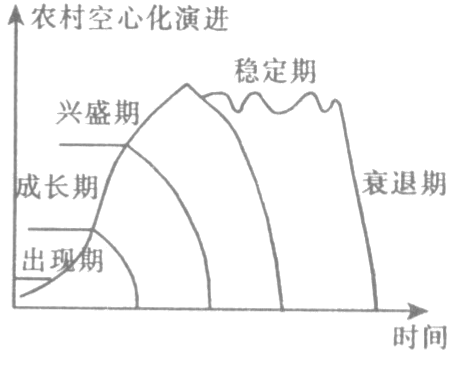 农村空心化演进
稳定期
兴盛期
成长期
衰退期
出现期
时间